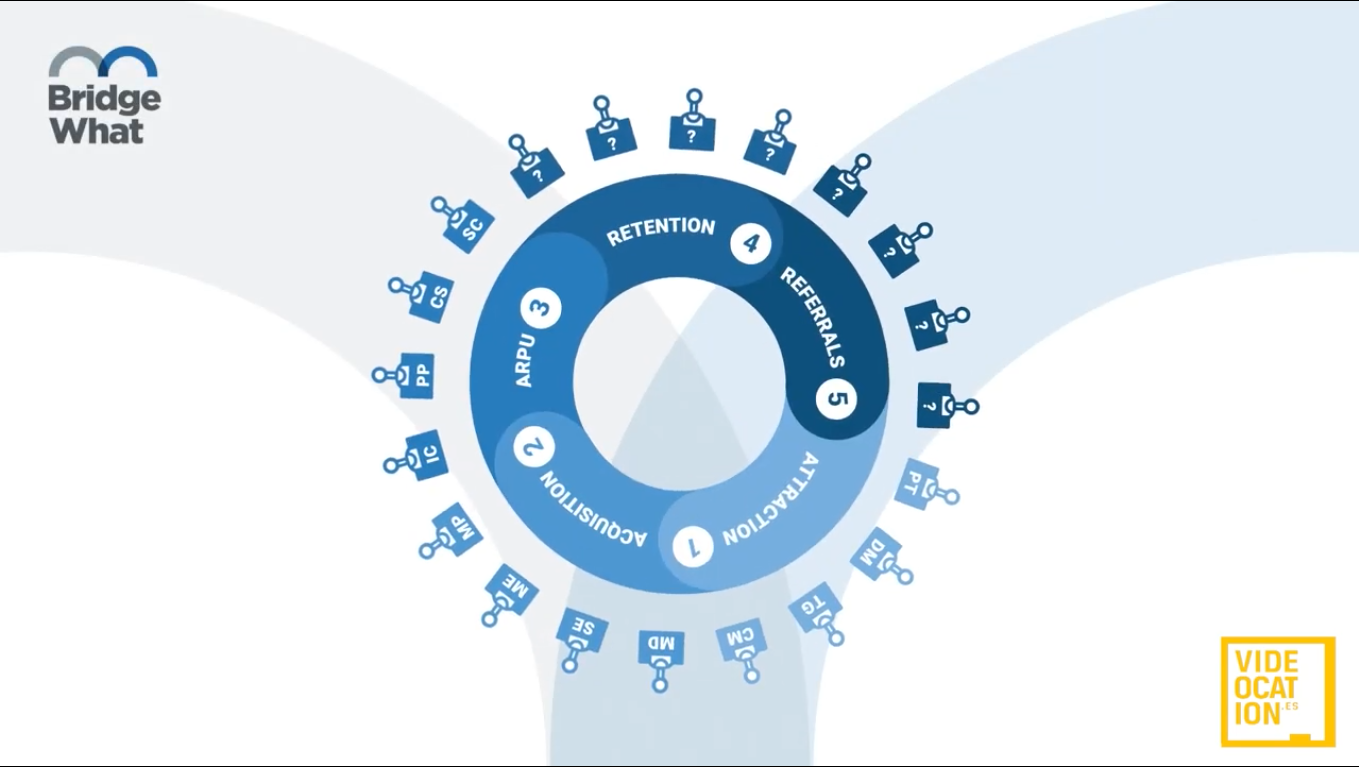 Bridge
What
?
?
?
?
?
?
?
?
SC
CS
PP
IC
MP
ME
SE
MD
CM
TG
DM
PT
RETENTION
4
REFERRALS
5
ATTRACTION
1
ACQUISITION
2
ARPU
3
VIDE
OCAT
ION.ES